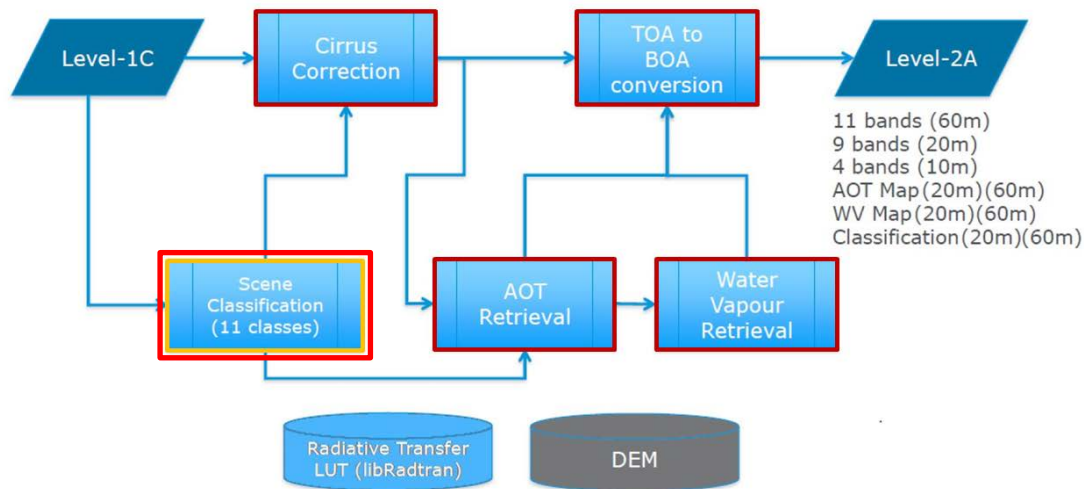 Level-1C
Cirrus
Correction
TOA to
BOA
conversion
Level-2A
11 bands (60m)
9 bands (20m)
4 bands (10m)
AOT Map(20m)(60m)
WV Map(20m)(60m)
Classification(20m)(60m)
Scene
Classification
(11 classes)
AOT
Retrieval
Water
Vapour
Retrieval
Radiative Transfer
LUT (libRadtran)
DEM